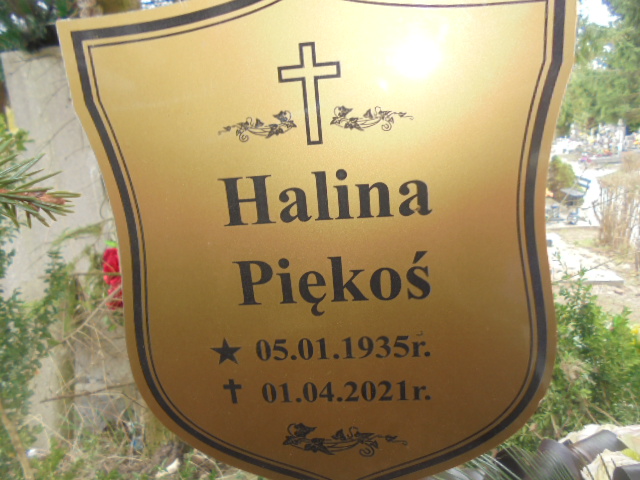 Halina
Piękoś
★ 05.01.1935r.
✝ 01.04.2021r.